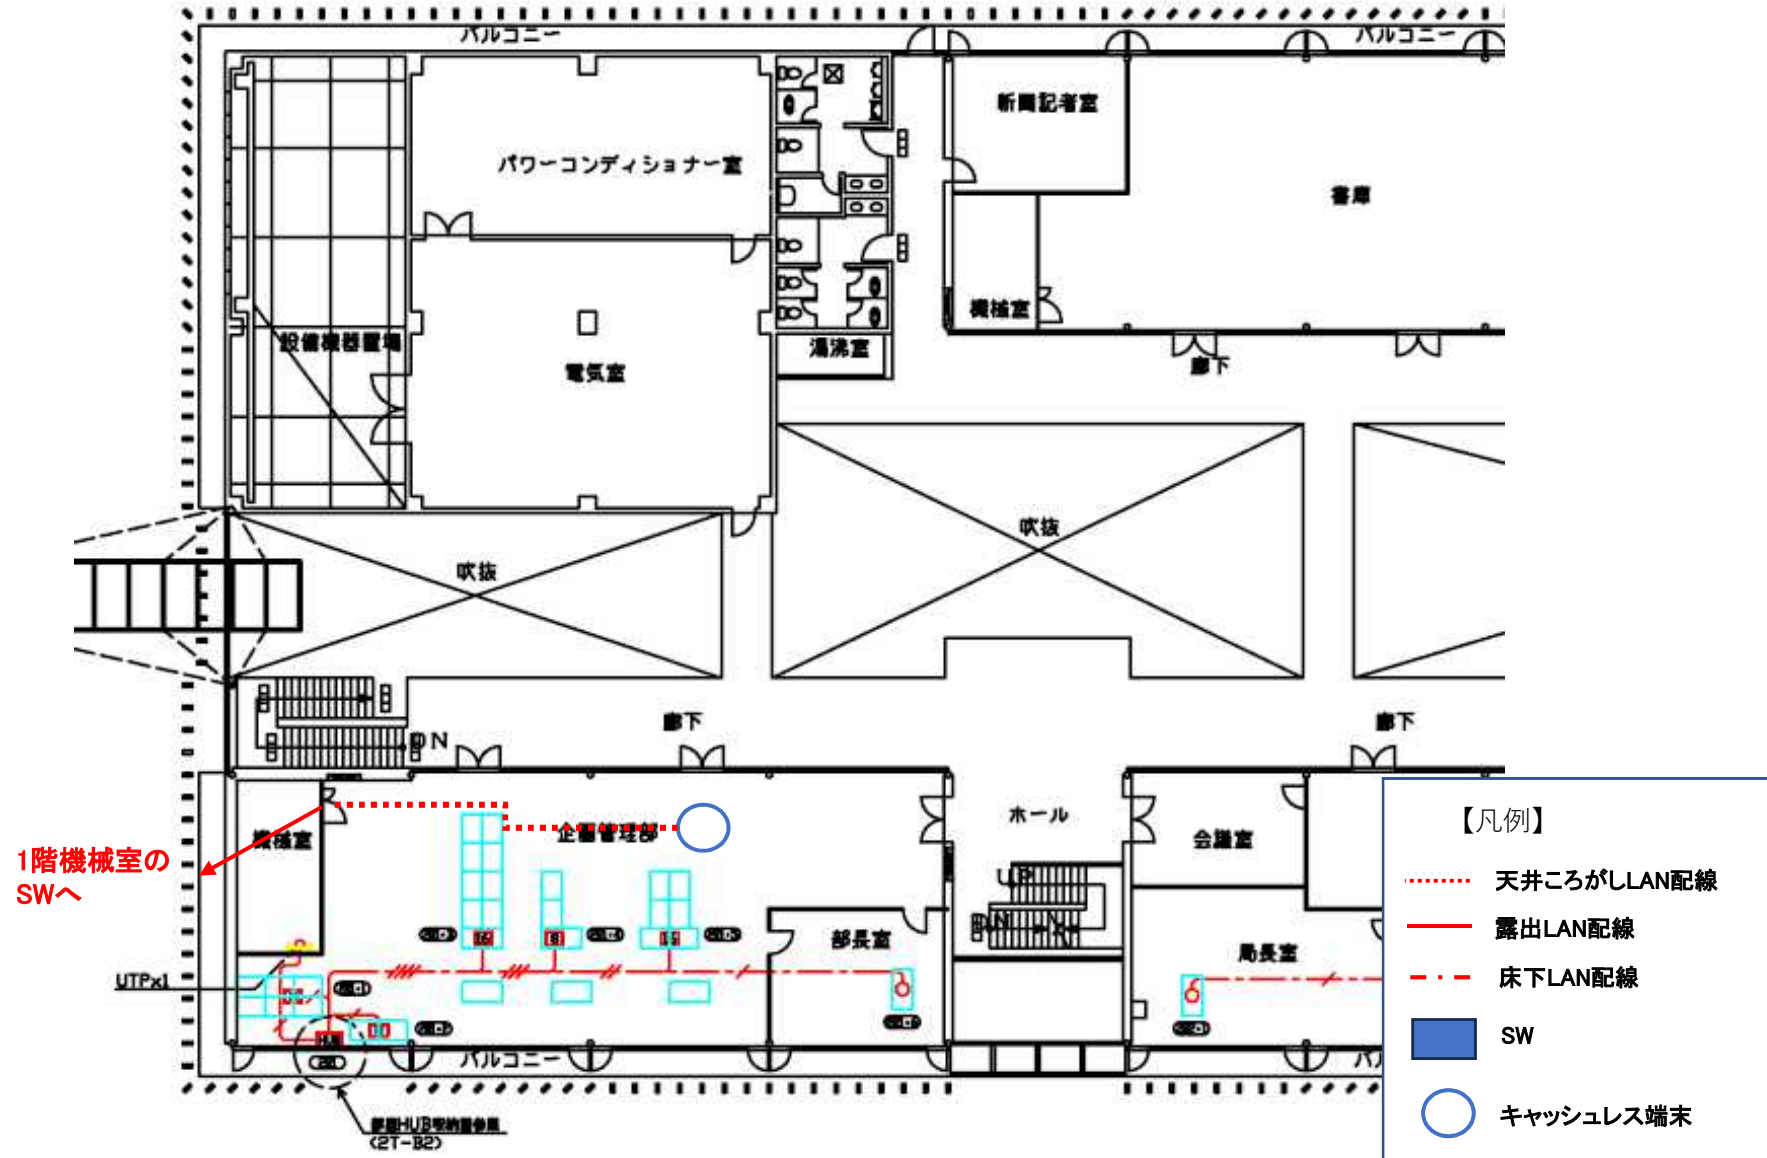 バルコニー
バルコニー
新聞記者室
パワーコンディショナー室
書庫
機械室
設備機器置場
湯沸室
電気室
廊下
吹抜
吹抜
廊下
廊下
DN
機械室
企画管理部
ホール
会議室
1階機械室の
SWへ
UP
DN
部長室
局長室
UTPx1
HUB
バルコニー
(2T-B2)
【凡例】
天井ころがしLAN配線
露出LAN配線
床下LAN配線
SW
キャッシュレス端末